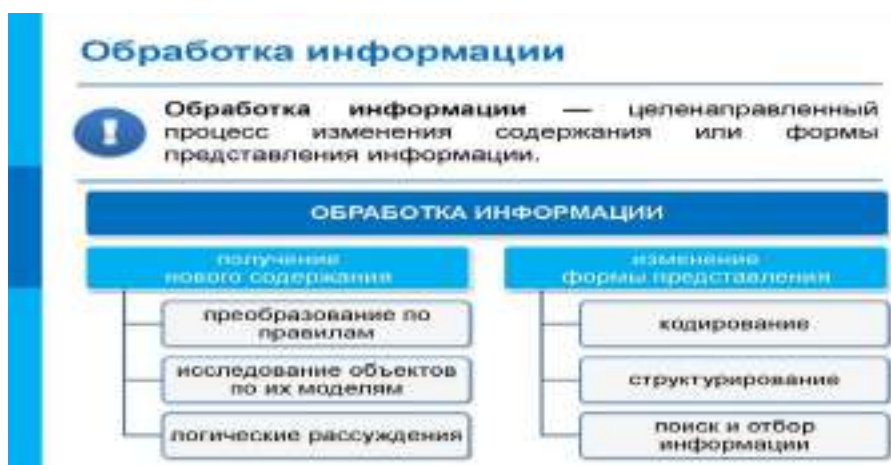 Обработка информации
Обработка информации — целенаправленный
процесс изменения содержания или формы
представления информации.
ОБРАБОТКА ИНФОРМАЦИИ
получение
нового содержания
изменение
формы представления
преобразование по
правилам
кодирование
исследование объектов
по их моделям
структурирование
логические рассуждения
поиск и отбор
информации